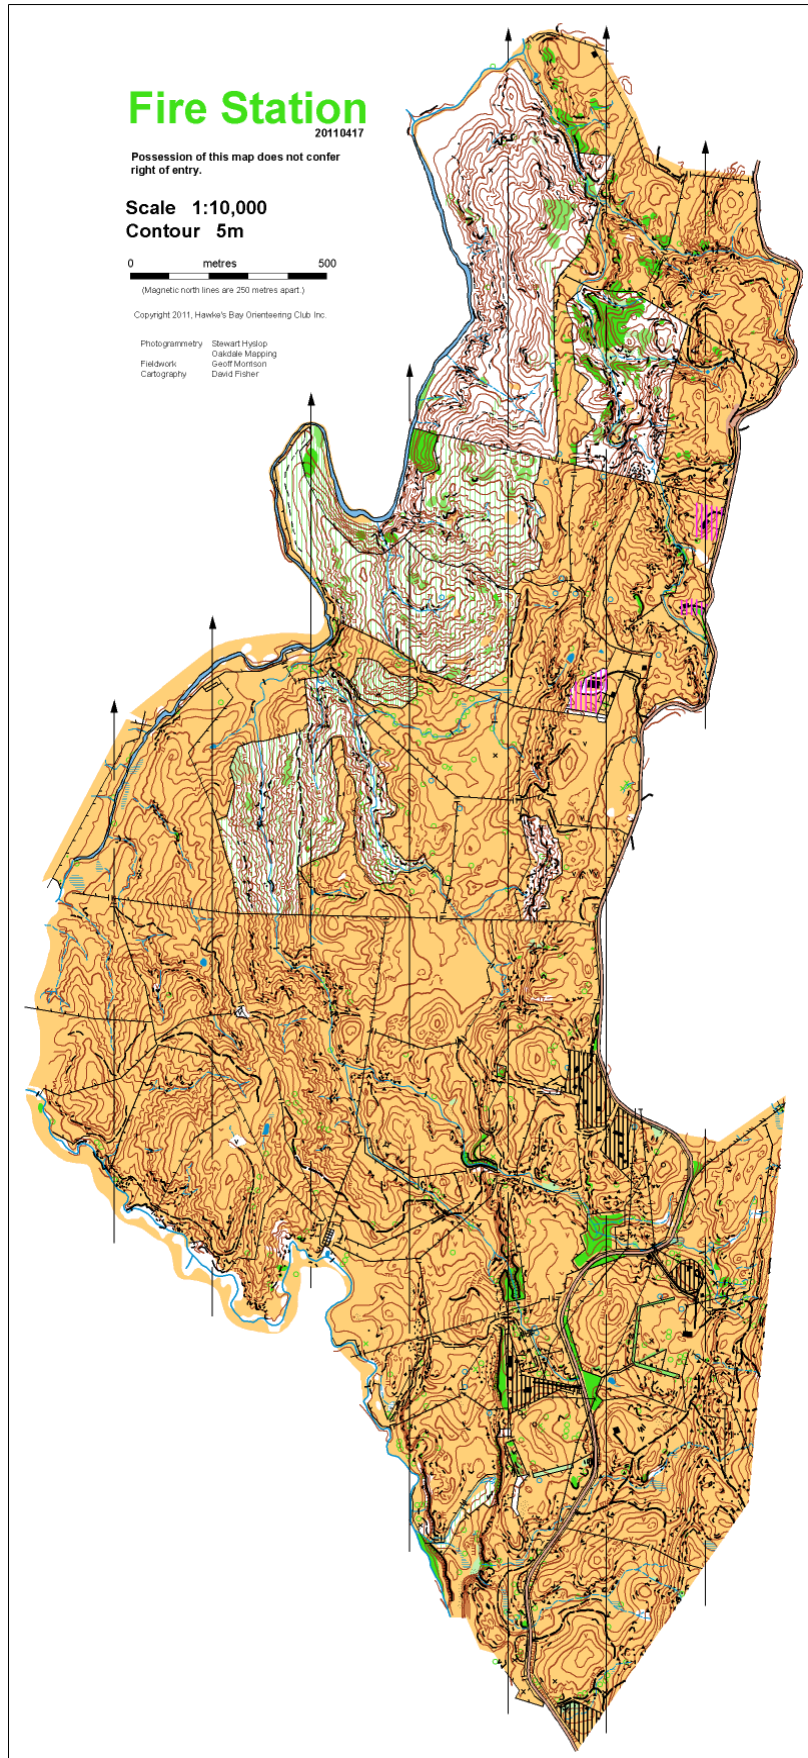 Fire Station
20110417
Possession of this map does not confer
right of entry.
Scale 1:10,000
Contour 5m
0 metres 500
(Magnetic north lines are 250 metres apart.)
Copyright 2011, Hawke's Bay Orienteering Club Inc.
Photogrammetry Stewart Hyslop
Oakdale Mapping
Fieldwork Geoff Morrison
Cartography David Fisher